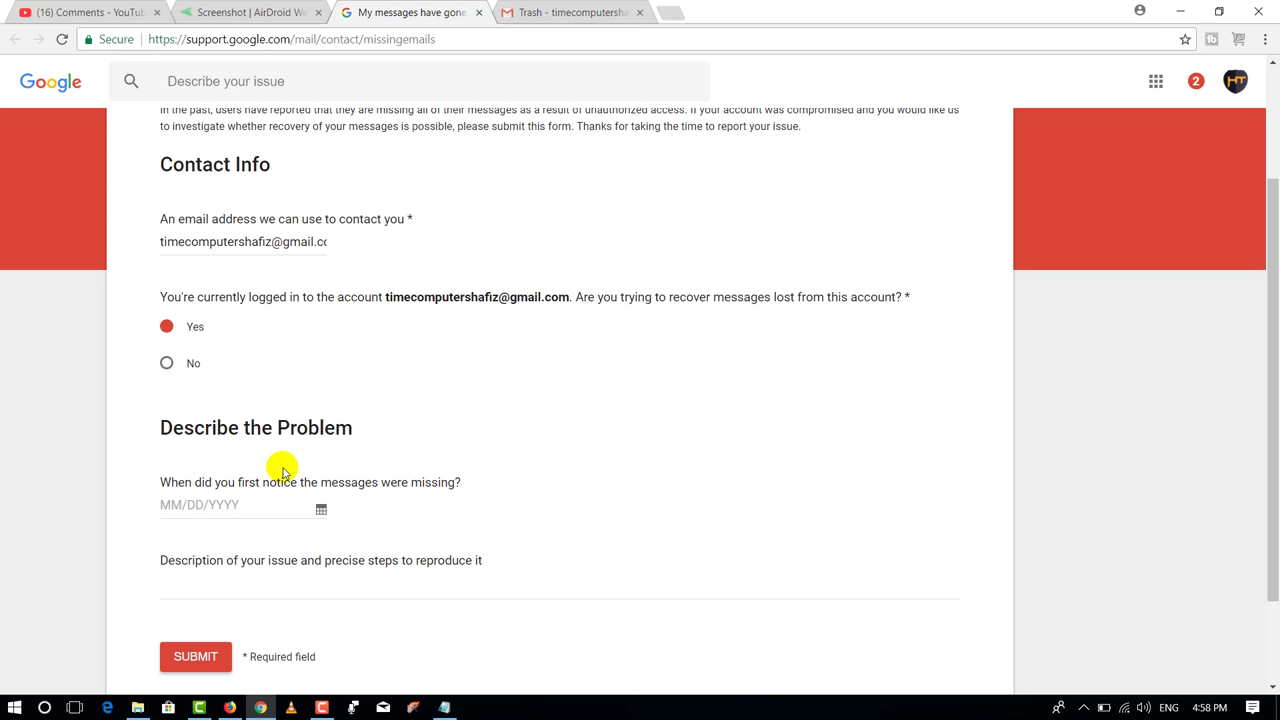 (16) Comments - YouTub
Screenshot | AirDroid We
My messages have gone
Trash - timecomputersha
Secure
https://support.google.com/mail/contact/missingemails
Google
Describe your issue
2
HT
In the past, users have reported that they are missing all of their messages as a result of unauthorized access. If your account was compromised and you would like us
to investigate whether recovery of your messages is possible, please submit this form. Thanks for taking the time to report your issue.
Contact Info
An email address we can use to contact you *
timecomputershafiz@gmail.co
You're currently logged in to the account timecomputershafiz@gmail.com. Are you trying to recover messages lost from this account? *
Yes
No
Describe the Problem
When did you first notice the messages were missing?
MM/DD/YYYY
Description of your issue and precise steps to reproduce it
SUBMIT
* Required field
ENG
4:58 PM